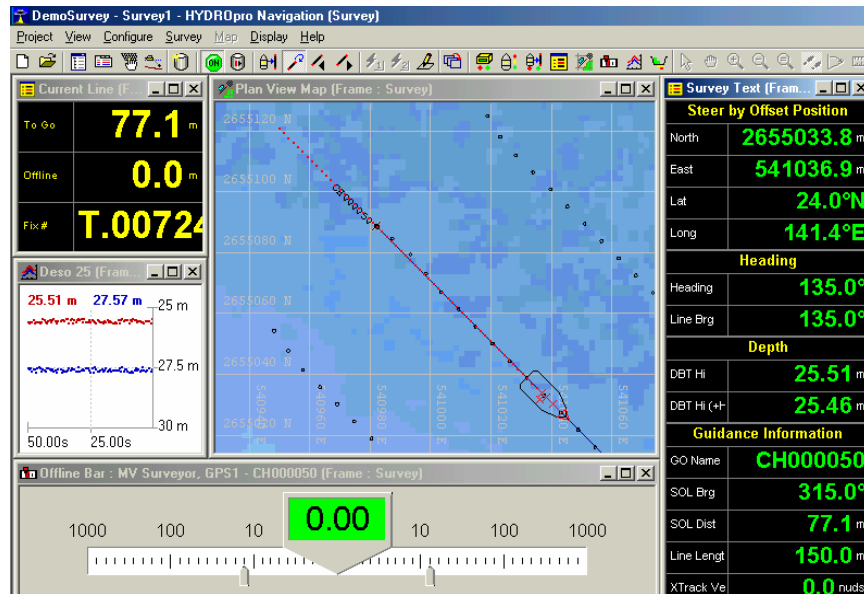 DemoSurvey - Survey1 - HYDROpro Navigation (Survey)
Project View Configure Survey Map Display Help
Current Line (F...
To Go 77.1 m
Offline 0.0 m
Fix# T.00724
Plan View Map (Frame : Survey)
2655120 N
2655100 N
2655080 N
2655060 N
2655040 N
2655020 N
540940 E
540960 E
540980 E
541000 E
541020 E
541060 E
CH000050
Deso 25 (Fram...
25.51 m 27.57 m
25 m
27.5 m
30 m
50.00s 25.00s
Survey Text (Fram...
Steer by Offset Position
North 2655033.8 m
East 541036.9 m
Lat 24.0°N
Long 141.4°E
Heading
Heading 135.0°
Line Brg 135.0°
Depth
DBT Hi 25.51 m
DBT Hi (+H 25.46 m
Guidance Information
GO Name CH000050
SOL Brg 315.0°
SOL Dist 77.1 m
Line Lengt 150.0 m
XTrack Ve 0.0 nuds
Offline Bar : MV Surveyor, GPS1 - CH000050 (Frame : Survey)
1000 100 10 0.00 10 100 1000